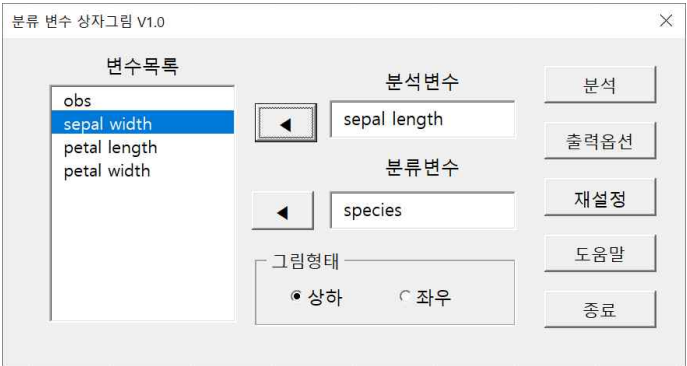 분류 변수 상자그림 V1.0
변수목록
obs
sepal width
petal length
petal width
분석변수
sepal length
분류변수
species
그림형태
상하
좌우
분석
출력옵션
재설정
도움말
종료